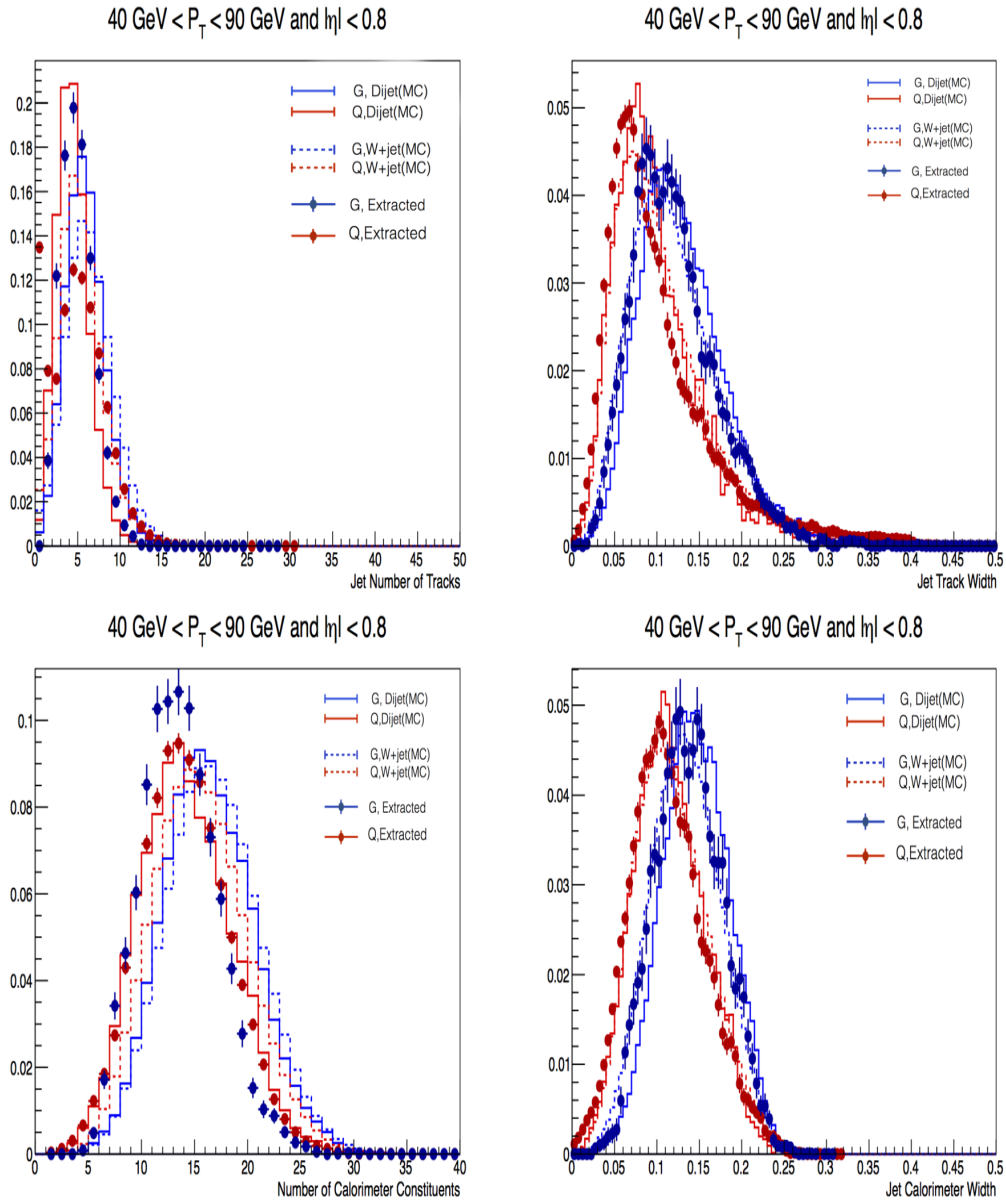 40 GeV < P_T < 90 GeV and |η| < 0.8
G, Dijet(MC)
Q,Dijet(MC)
G,W+jet(MC)
Q,W+jet(MC)
G, Extracted
Q,Extracted
0.2
0.18
0.16
0.14
0.12
0.1
0.08
0.06
0.04
0.02
0
0 5 10 15 20 25 30 35 40 45 50
Jet Number of Tracks
40 GeV < P_T < 90 GeV and |η| < 0.8
G, Dijet(MC)
Q,Dijet(MC)
G,W+jet(MC)
Q,W+jet(MC)
G, Extracted
Q,Extracted
0.05
0.04
0.03
0.02
0.01
0
0 0.05 0.1 0.15 0.2 0.25 0.3 0.35 0.4 0.45 0.5
Jet Track Width
40 GeV < P_T < 90 GeV and |η| < 0.8
G, Dijet(MC)
Q,Dijet(MC)
G,W+jet(MC)
Q,W+jet(MC)
G, Extracted
Q,Extracted
0.1
0.08
0.06
0.04
0.02
0
0 5 10 15 20 25 30 35 40
Number of Calorimeter Constituents
40 GeV < P_T < 90 GeV and |η| < 0.8
G, Dijet(MC)
Q,Dijet(MC)
G,W+jet(MC)
Q,W+jet(MC)
G, Extracted
Q,Extracted
0.05
0.04
0.03
0.02
0.01
0
0 0.05 0.1 0.15 0.2 0.25 0.3 0.35 0.4 0.45 0.5
Jet Calorimeter Width